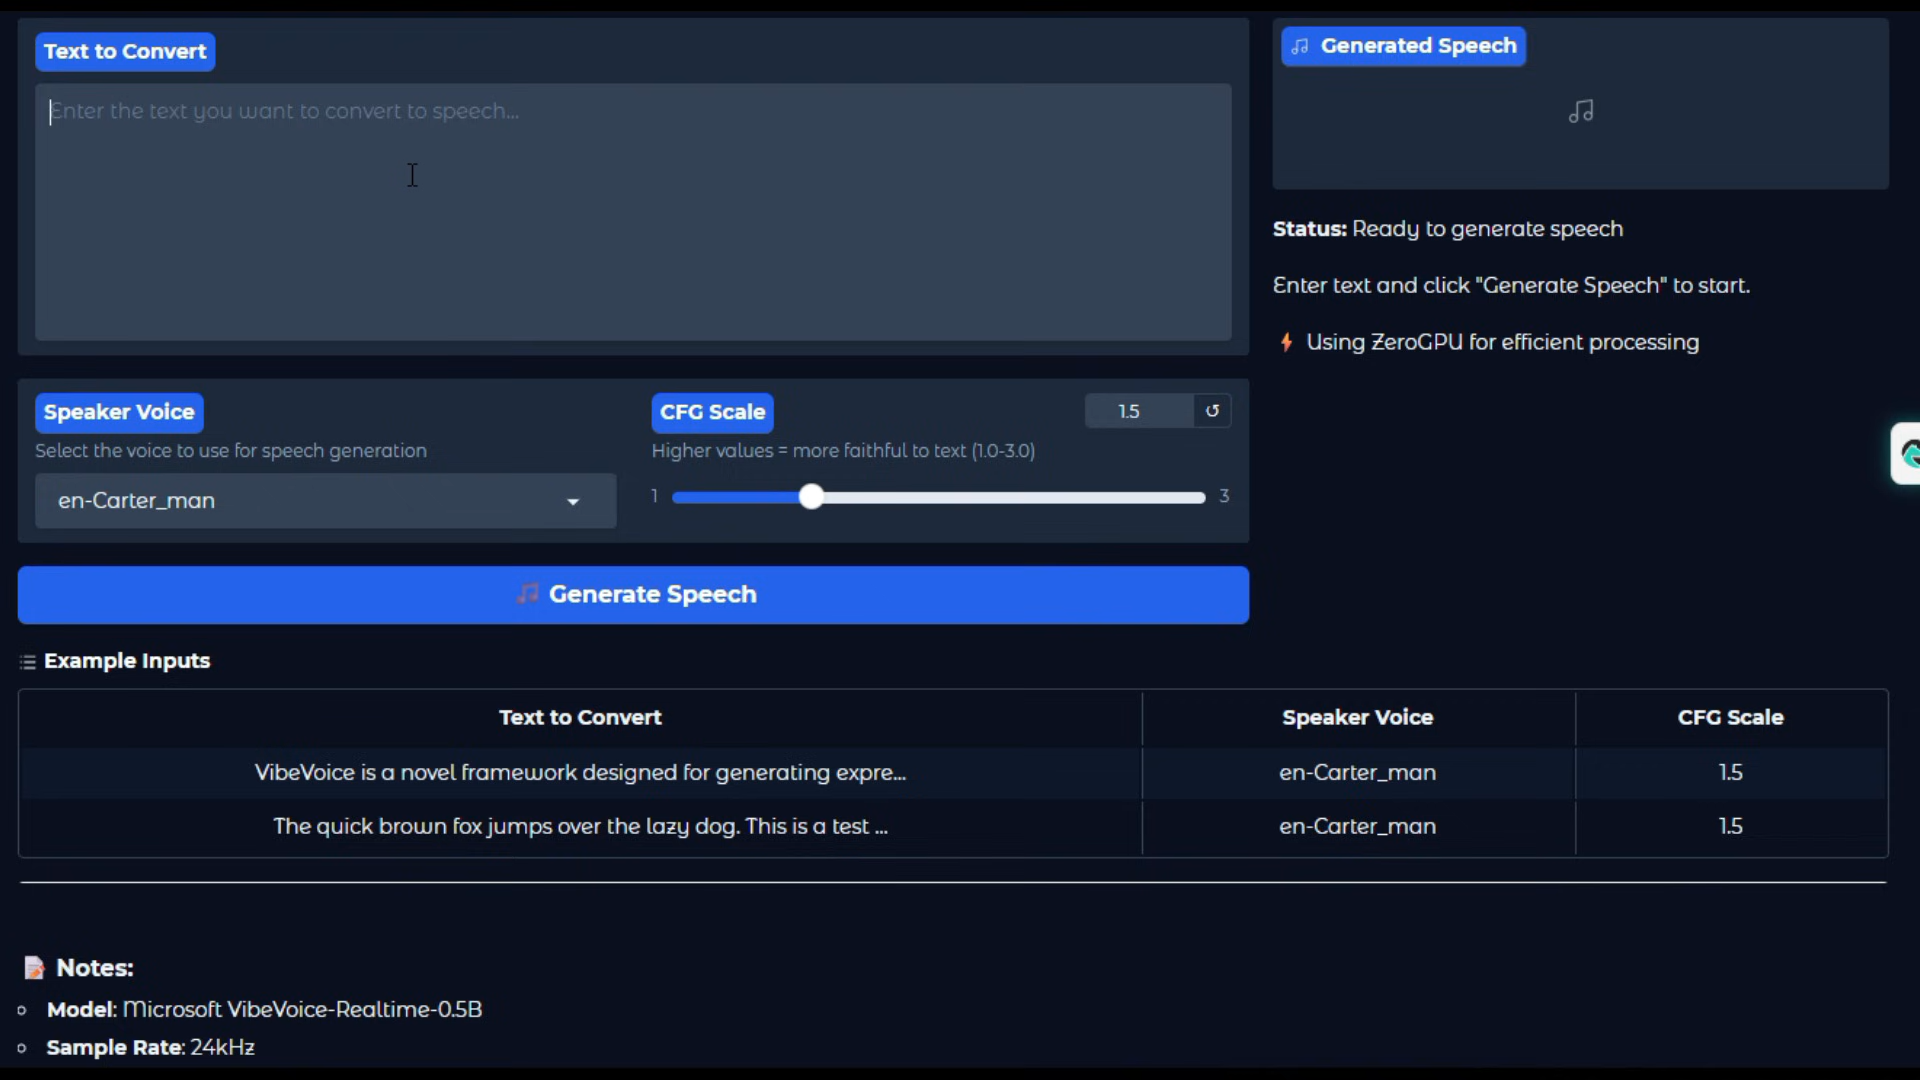 Text to Convert
Enter the text you want to convert to speech...
Generated Speech
Status: Ready to generate speech
Enter text and click "Generate Speech" to start.
⚡ Using ZeroGPU for efficient processing
Speaker Voice
Select the voice to use for speech generation
en-Carter_man
CFG Scale
1.5
Higher values = more faithful to text (1.0-3.0)
1
3
Generate Speech
Example Inputs
Text to Convert Speaker Voice CFG Scale
VibeVoice is a novel framework designed for generating expre... en-Carter_man 1.5
The quick brown fox jumps over the lazy dog. This is a test ... en-Carter_man 1.5
Notes:
Model: Microsoft VibeVoice-Realtime-0.5B
Sample Rate: 24kHz